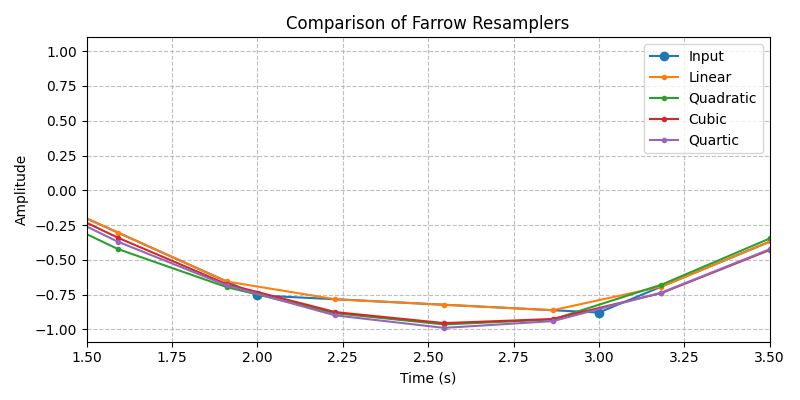 Comparison of Farrow Resamplers
Amplitude
1.00
0.75
0.50
0.25
0.00
−0.25
−0.50
−0.75
−1.00
Input
Linear
Quadratic
Cubic
Quartic
1.50 1.75 2.00 2.25 2.50 2.75 3.00 3.25 3.50
Time (s)